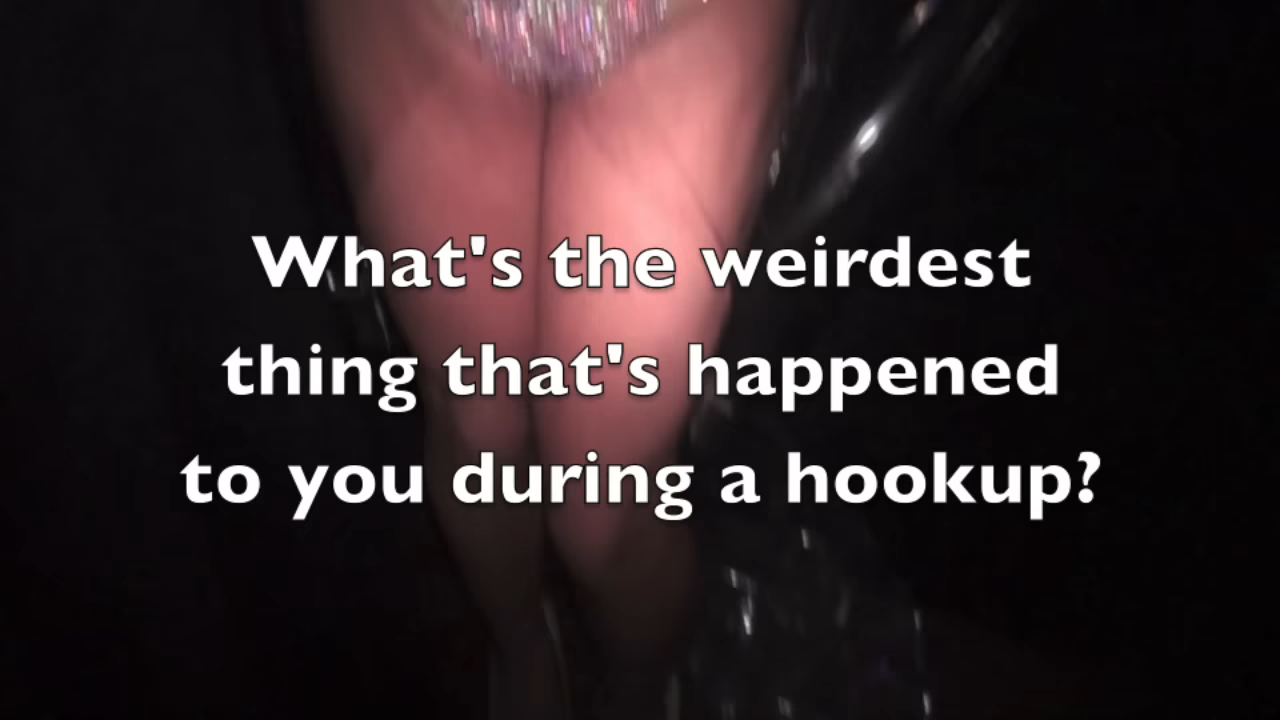 What's the weirdest
thing that's happened
to you during a hookup?